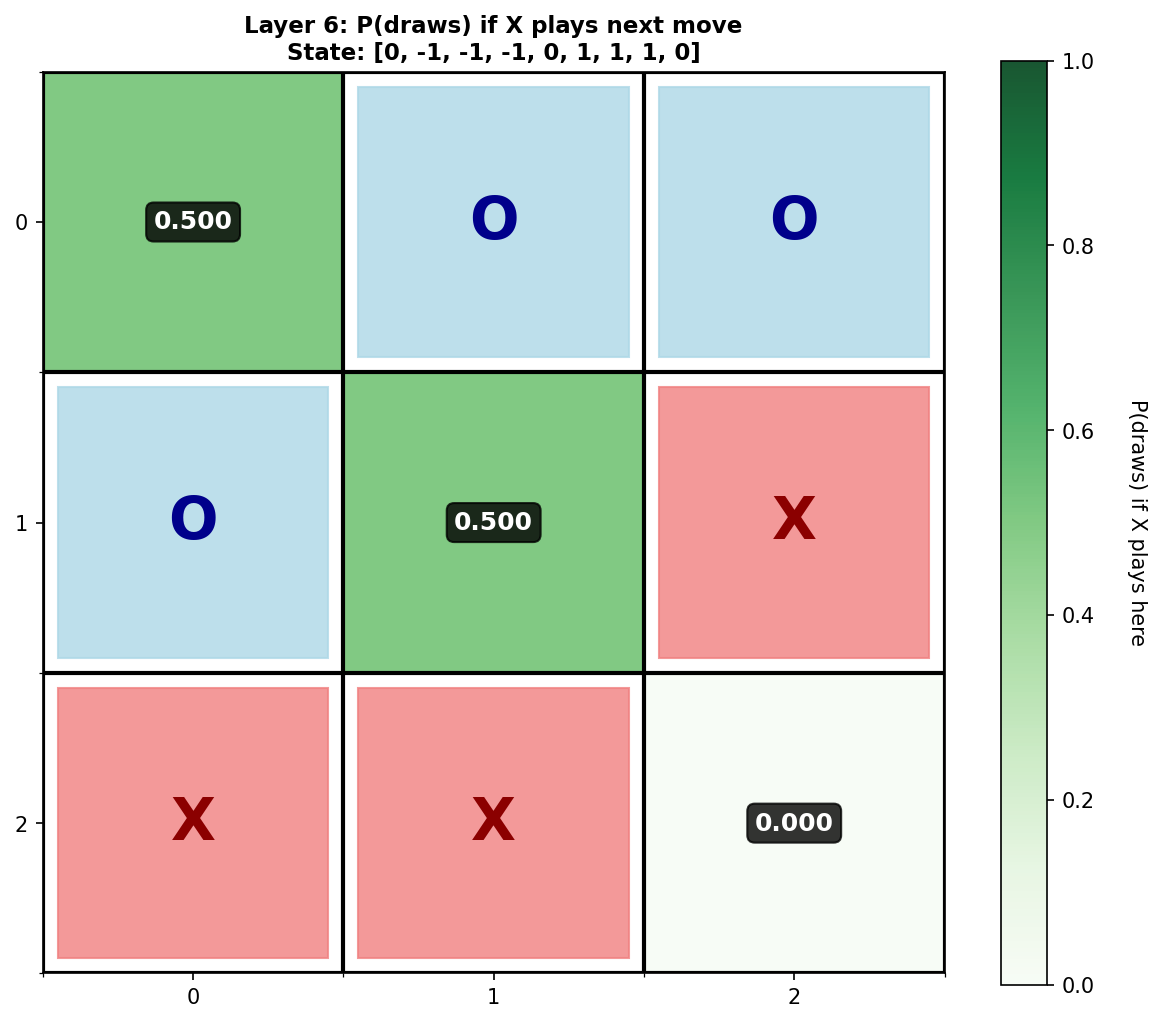 Layer 6: P(draws) if X plays next move
State: [0, -1, -1, -1, 0, 1, 1, 1, 0]
0
0.500
O
O
1
O
0.500
X
2
X
X
0.000
0
1
2
1.0
0.8
0.6
0.4
0.2
0.0
P(draws) if X plays here